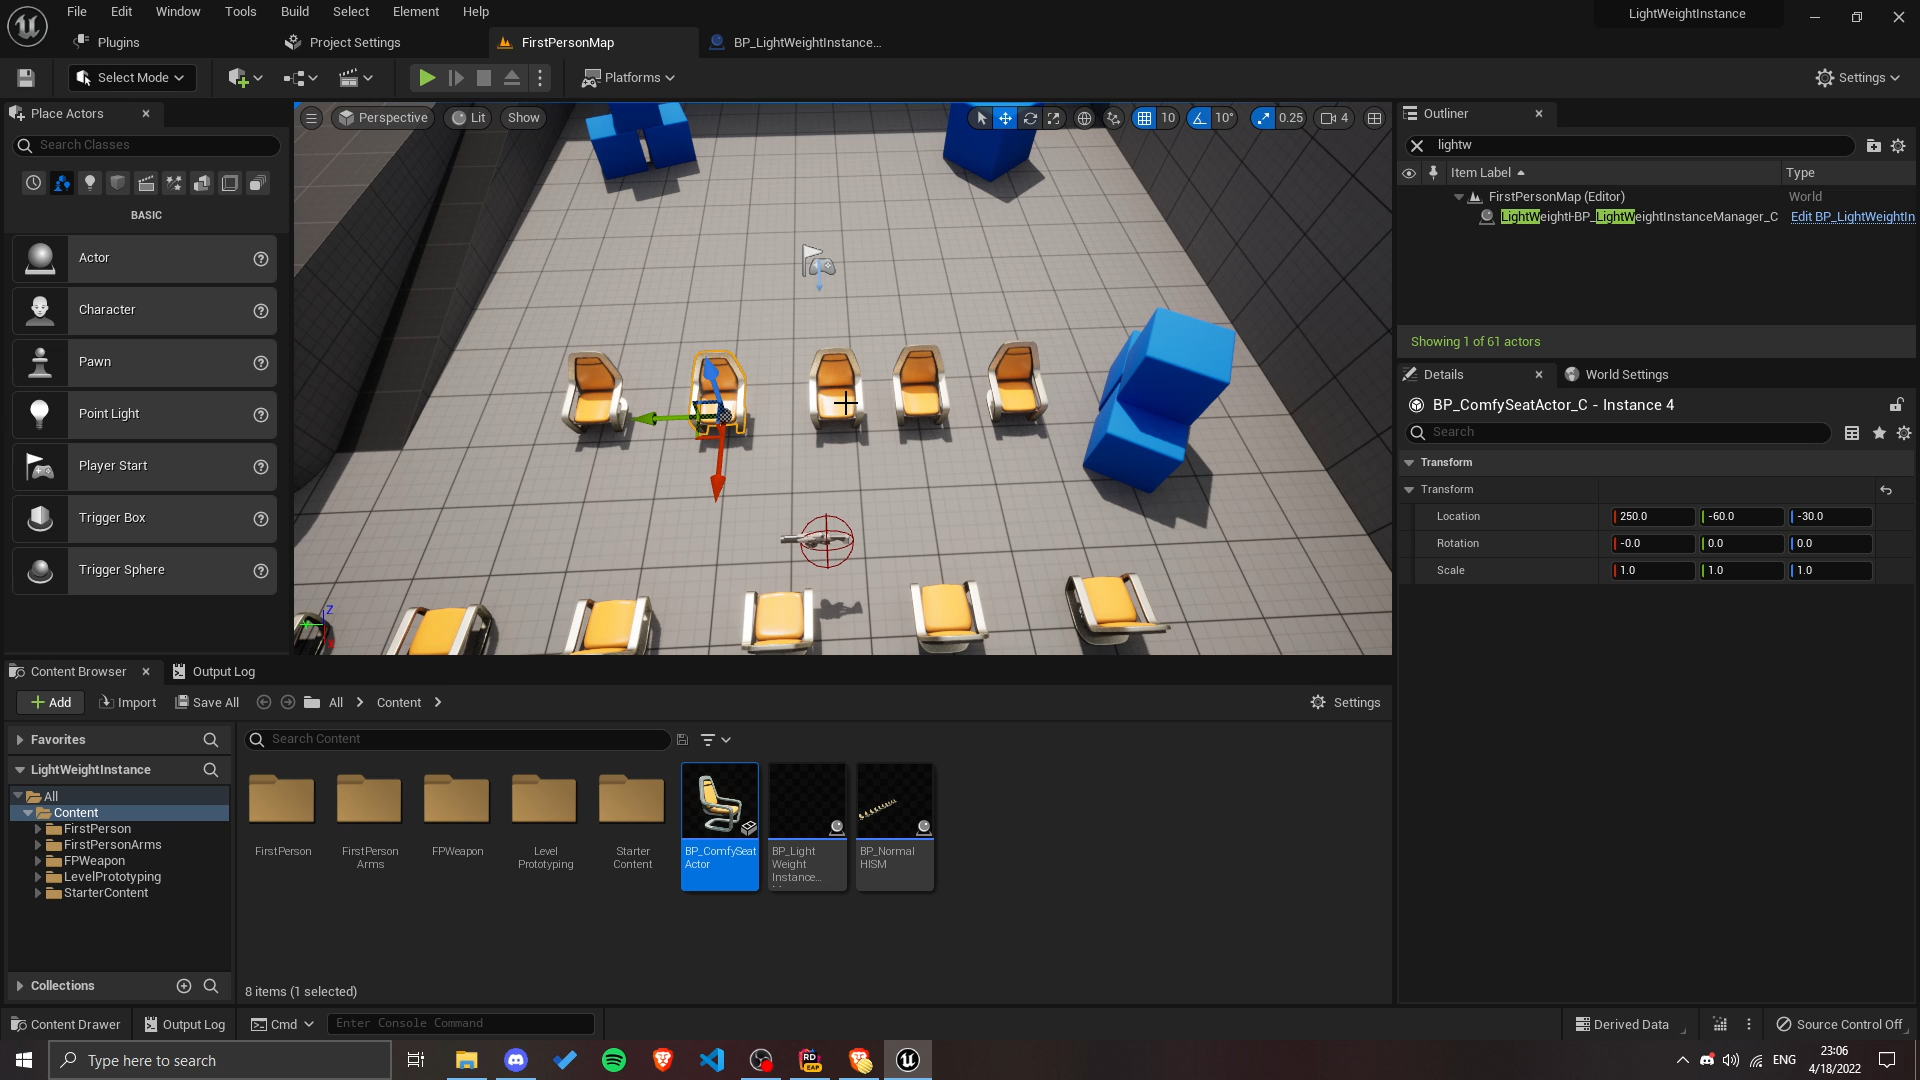 File Edit Window Tools Build Select Actor Element Help
LightWeightInstance
Plugins
Project Settings
FirstPersonMap
BP_LightWeightInstance...
Select Mode
Platforms
Settings
Place Actors
Search Classes
BASIC
Actor
Character
Pawn
Point Light
Player Start
Trigger Box
Trigger Sphere
Perspective
Lit
Show
10
10°
0.25
4
Z
Outliner
lightw
Item Label
Type
FirstPersonMap (Editor)
World
BP_LightWeightInstanceManager_C
Edit BP_LightWeightIn
Showing 1 of 61 actors
Details
World Settings
BP_ComfySeatActor_C - Instance 4
Search
Transform
Transform
Location 250.0 -60.0 -30.0
Rotation -0.0 0.0 0.0
Scale 1.0 1.0 1.0
Content Browser
Output Log
Add
Import
Save All
All
Content
Settings
Favorites
LightWeightInstance
All
Content
FirstPerson
FirstPersonArms
FPWeapon
LevelPrototyping
StarterContent
Collections
Search Content
FirstPerson
FirstPerson
Arms
FPWeapon
Level
Prototyping
Starter
Content
BP_ComfySeat
Actor
BP_Light
Weight
Instance...
BP_Normal
HISM
8 items (1 selected)
Content Drawer
Output Log
Cmd
Enter Console Command
Derived Data
Source Control Off
Type here to search
RD
EAP
ENG
23:06
4/18/2022